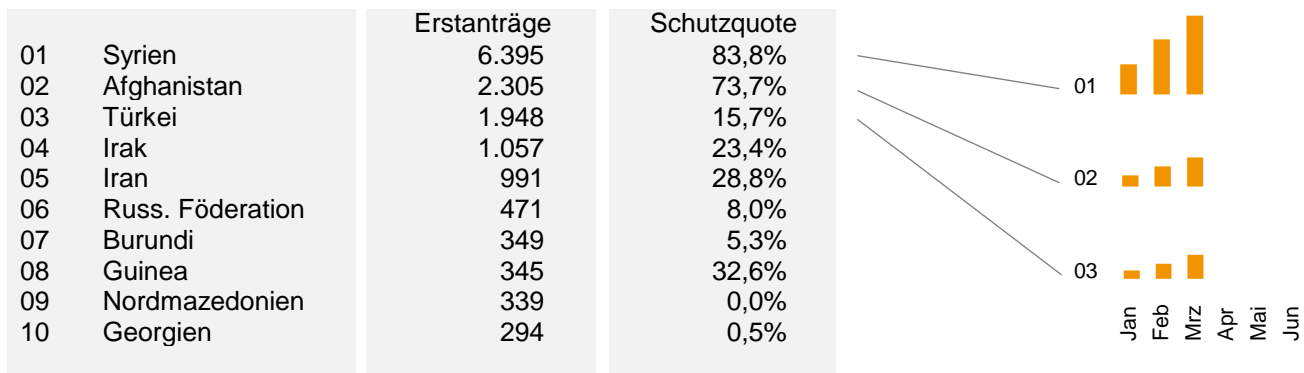 Erstanträge Schutzquote
01 Syrien 6.395 83,8%
02 Afghanistan 2.305 73,7%
03 Türkei 1.948 15,7%
04 Irak 1.057 23,4%
05 Iran 991 28,8%
06 Russ. Föderation 471 8,0%
07 Burundi 349 5,3%
08 Guinea 345 32,6%
09 Nordmazedonien 339 0,0%
10 Georgien 294 0,5%
01
02
03
Jan Feb Mrz Apr Mai Jun